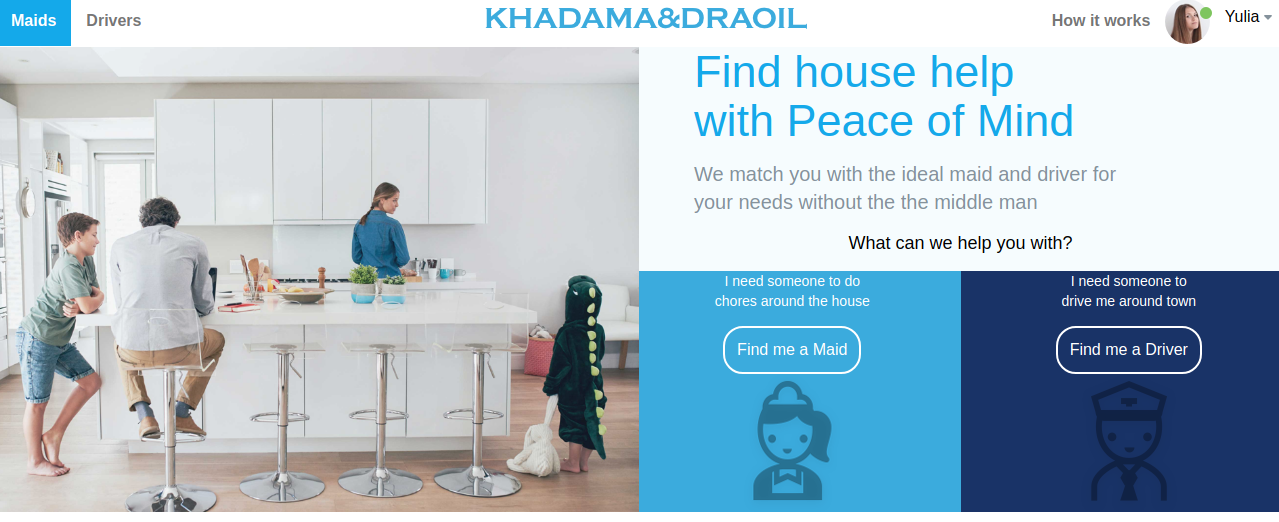 Maids
Drivers
KHADAMA&DRAOIL
How it works
Yulia
Find house help
with Peace of Mind
We match you with the ideal maid and driver for
your needs without the the middle man
What can we help you with?
I need someone to do
chores around the house
Find me a Maid
I need someone to
drive me around town
Find me a Driver